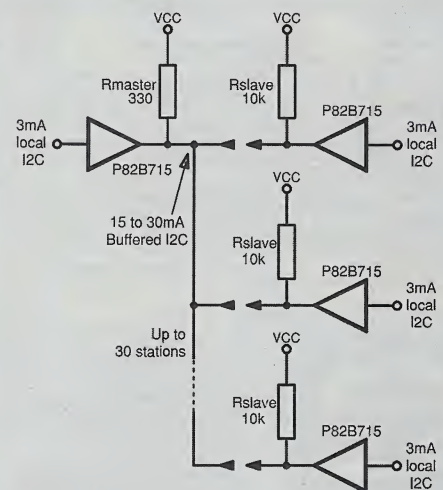 VCC
VCC
Rmaster
330
Rslave
10k
P82B715
3mA
local
I2C
P82B715
3mA
local
I2C
15 to 30mA
Buffered I2C
VCC
Rslave
10k
P82B715
3mA
local
I2C
Up to
30 stations
VCC
Rslave
10k
P82B715
3mA
local
I2C